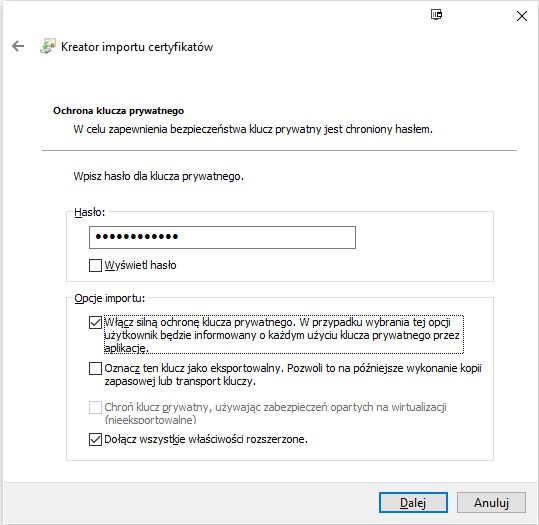 Kreator importu certyfikatów
Ochrona klucza prywatnego
W celu zapewnienia bezpieczeństwa klucz prywatny jest chroniony hasłem.
Wpisz hasło dla klucza prywatnego.
Hasło:
●●●●●●●●●●●●
Wyświetl hasło
Opcje importu:
Włącz silną ochronę klucza prywatnego. W przypadku wybrania tej opcji
użytkownik będzie informowany o każdym użyciu klucza prywatnego przez
aplikację.
Oznacz ten klucz jako eksportowalny. Pozwoli to na późniejsze wykonanie kopii
zapasowej lub transport kluczy.
Chroń klucz prywatny, używając zabezpieczeń opartych na wirtualizacji
(nieeksportowalne)
Dołącz wszystkie właściwości rozszerzone.
Dalej
Anuluj